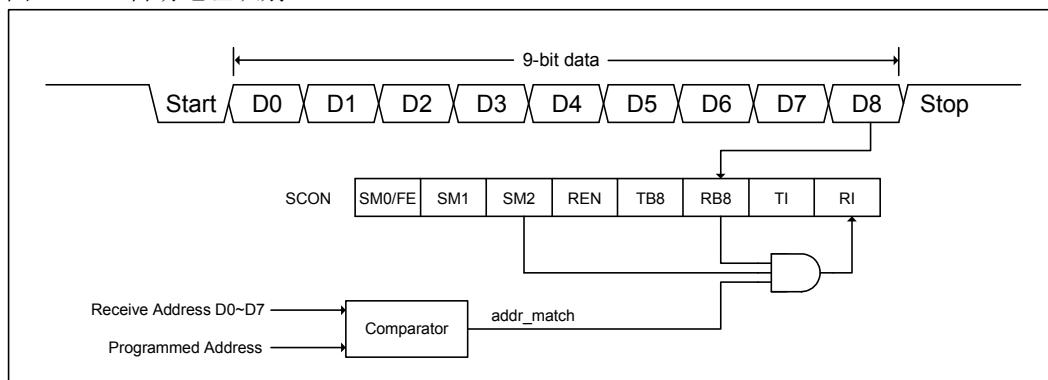 9-bit data
Start D0 D1 D2 D3 D4 D5 D6 D7 D8 Stop
SCON SM0/FE SM1 SM2 REN TB8 RB8 TI RI
Receive Address D0~D7
addr_match
Comparator
Programmed Address